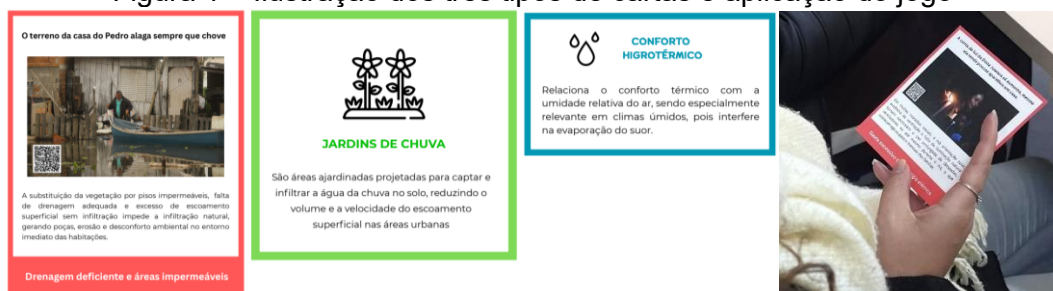 O terreno da casa do Pedro alaga sempre que chove
A substituição da vegetação por pisos impermeáveis, falta
de drenagem adequada e excesso de escoamento
superficial sem infiltração impede a infiltração natural,
gerando poças, erosão e desconforto ambiental no entorno
imediato das habitações.
Drenagem deficiente e áreas impermeáveis
JARDINS DE CHUVA
São áreas ajardinadas projetadas para captar e
infiltrar a água da chuva no solo, reduzindo o
volume e a velocidade do escoamento
superficial nas áreas urbanas
CONFORTO
HIGROTÉRMICO
Relaciona o conforto térmico com a
umidade relativa do ar, sendo especialmente
relevante em climas úmidos, pois interfere
na evaporação do suor.